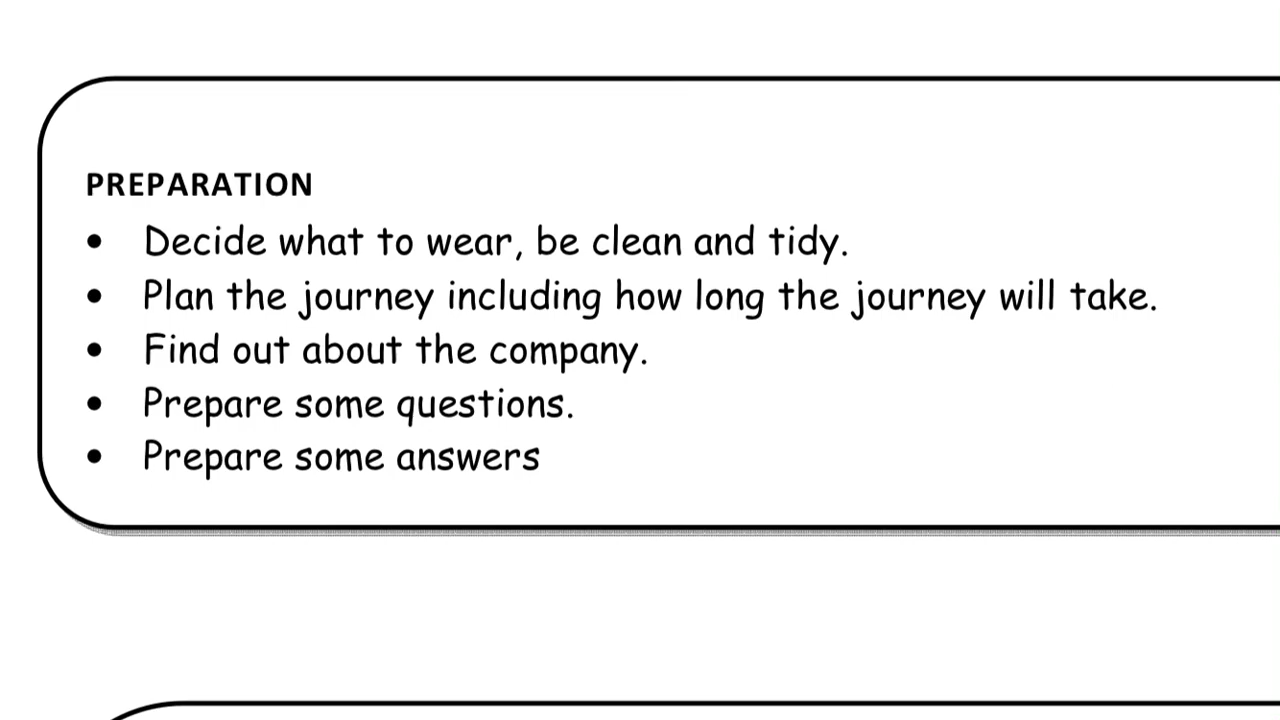 PREPARATION
• Decide what to wear, be clean and tidy.
• Plan the journey including how long the journey will take.
• Find out about the company.
• Prepare some questions.
• Prepare some answers